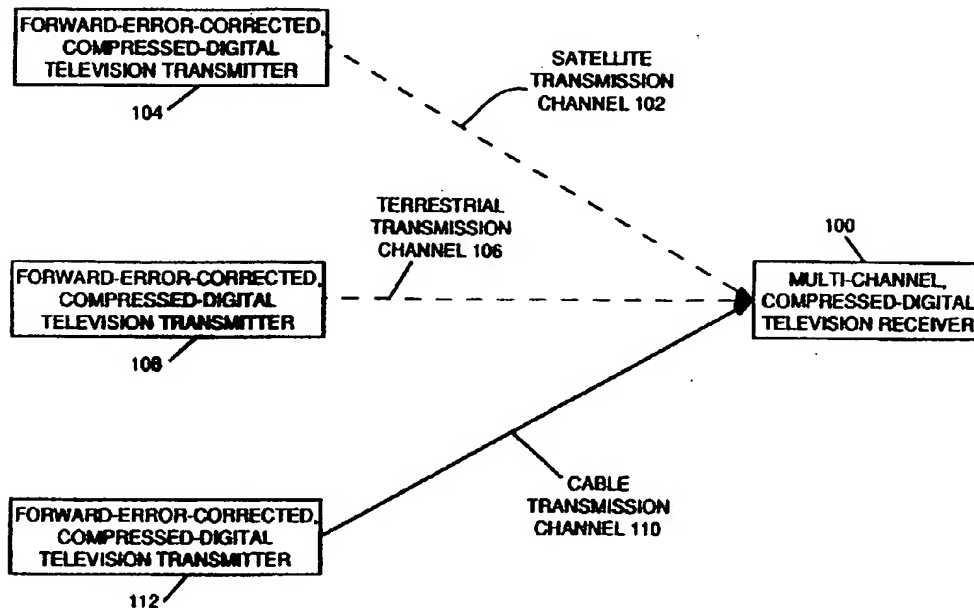 FORWARD-ERROR-CORRECTED,
COMPRESSED-DIGITAL
TELEVISION TRANSMITTER
104
SATELLITE
TRANSMISSION
CHANNEL 102
TERRESTRIAL
TRANSMISSION
CHANNEL 106
FORWARD-ERROR-CORRECTED,
COMPRESSED-DIGITAL
TELEVISION TRANSMITTER
108
100
MULTI-CHANNEL,
COMPRESSED-DIGITAL
TELEVISION RECEIVER
CABLE
TRANSMISSION
CHANNEL 110
FORWARD-ERROR-CORRECTED,
COMPRESSED-DIGITAL
TELEVISION TRANSMITTER
112